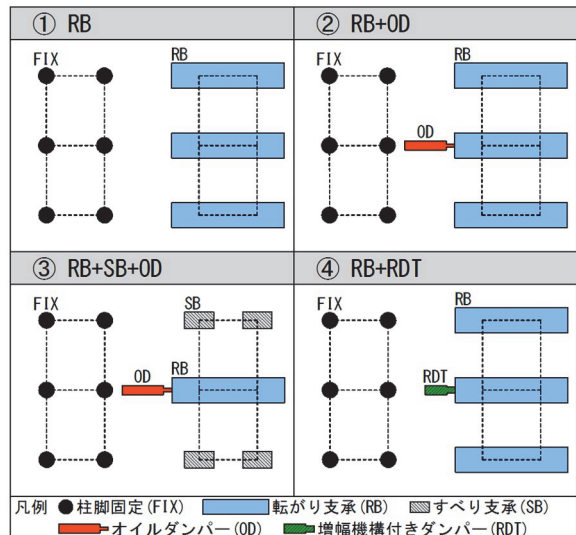 ① RB
FIX
RB
② RB+OD
FIX
RB
OD
③ RB+SB+OD
FIX
SB
OD
RB
④ RB+RDT
FIX
RB
RDT
凡例 柱脚固定(FIX) 転がり支承(RB) すべり支承(SB)
オイルダンパー(OD) 増幅機構付きダンパー(RDT)